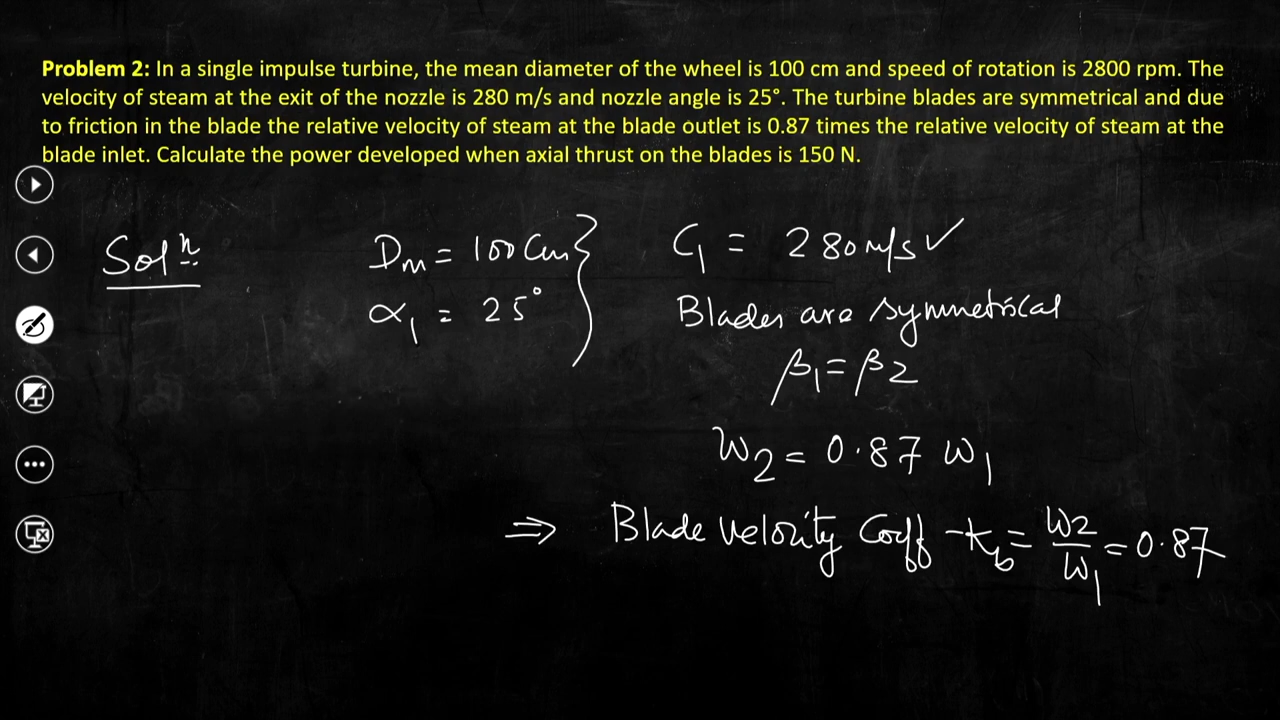 Problem 2: In a single impulse turbine, the mean diameter of the wheel is 100 cm and speed of rotation is 2800 rpm. The
velocity of steam at the exit of the nozzle is 280 m/s and nozzle angle is 25°. The turbine blades are symmetrical and due
to friction in the blade the relative velocity of steam at the blade outlet is 0.87 times the relative velocity of steam at the
blade inlet. Calculate the power developed when axial thrust on the blades is 150 N.
Solⁿ
Dm = 100 Cm
α₁ = 25°
C₁ = 280 m/s ✓
Blades are symmetrical
β₁ = β2
W₂ = 0.87 W₁
⇒ Blade velocity Coeff - K_b = W2/W₁ = 0.87